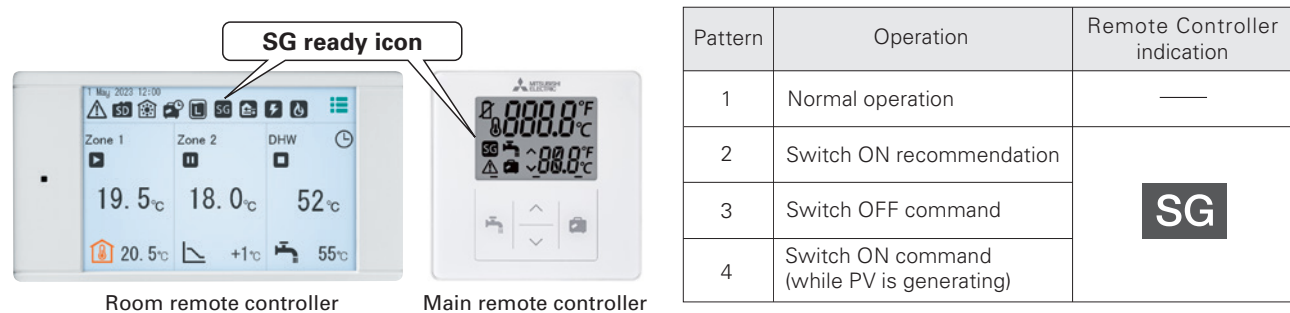 SG ready icon
1 May 2023 12:00
SD L SG
Zone 1 Zone 2 DHW
19.5℃ 18.0℃ 52℃
20.5℃ +1℃ 55℃
Room remote controller
MITSUBISHI
ELECTRIC
888.8°F
℃
SG 88.8°F
℃
Main remote controller
Pattern Operation Remote Controller
indication
1 Normal operation —
2 Switch ON recommendation
3 Switch OFF command
SG
4 Switch ON command
(while PV is generating)